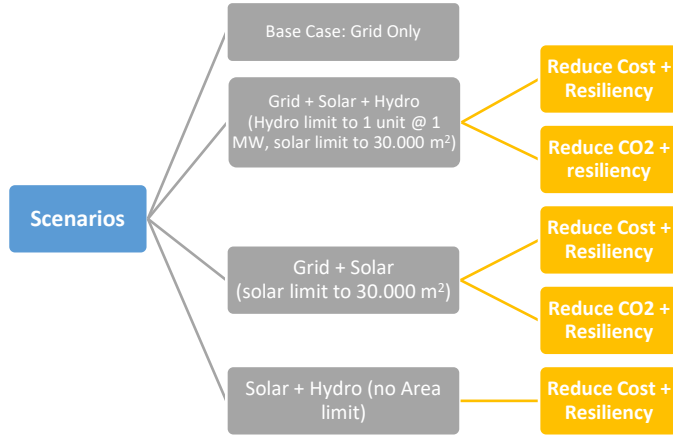 Scenarios
Base Case: Grid Only
Grid + Solar + Hydro
(Hydro limit to 1 unit @ 1
MW, solar limit to 30.000 m²)
Reduce Cost +
Resiliency
Reduce CO2 +
resiliency
Grid + Solar
(solar limit to 30.000 m²)
Reduce Cost +
Resiliency
Reduce CO2 +
Resiliency
Solar + Hydro (no Area
limit)
Reduce Cost +
Resiliency